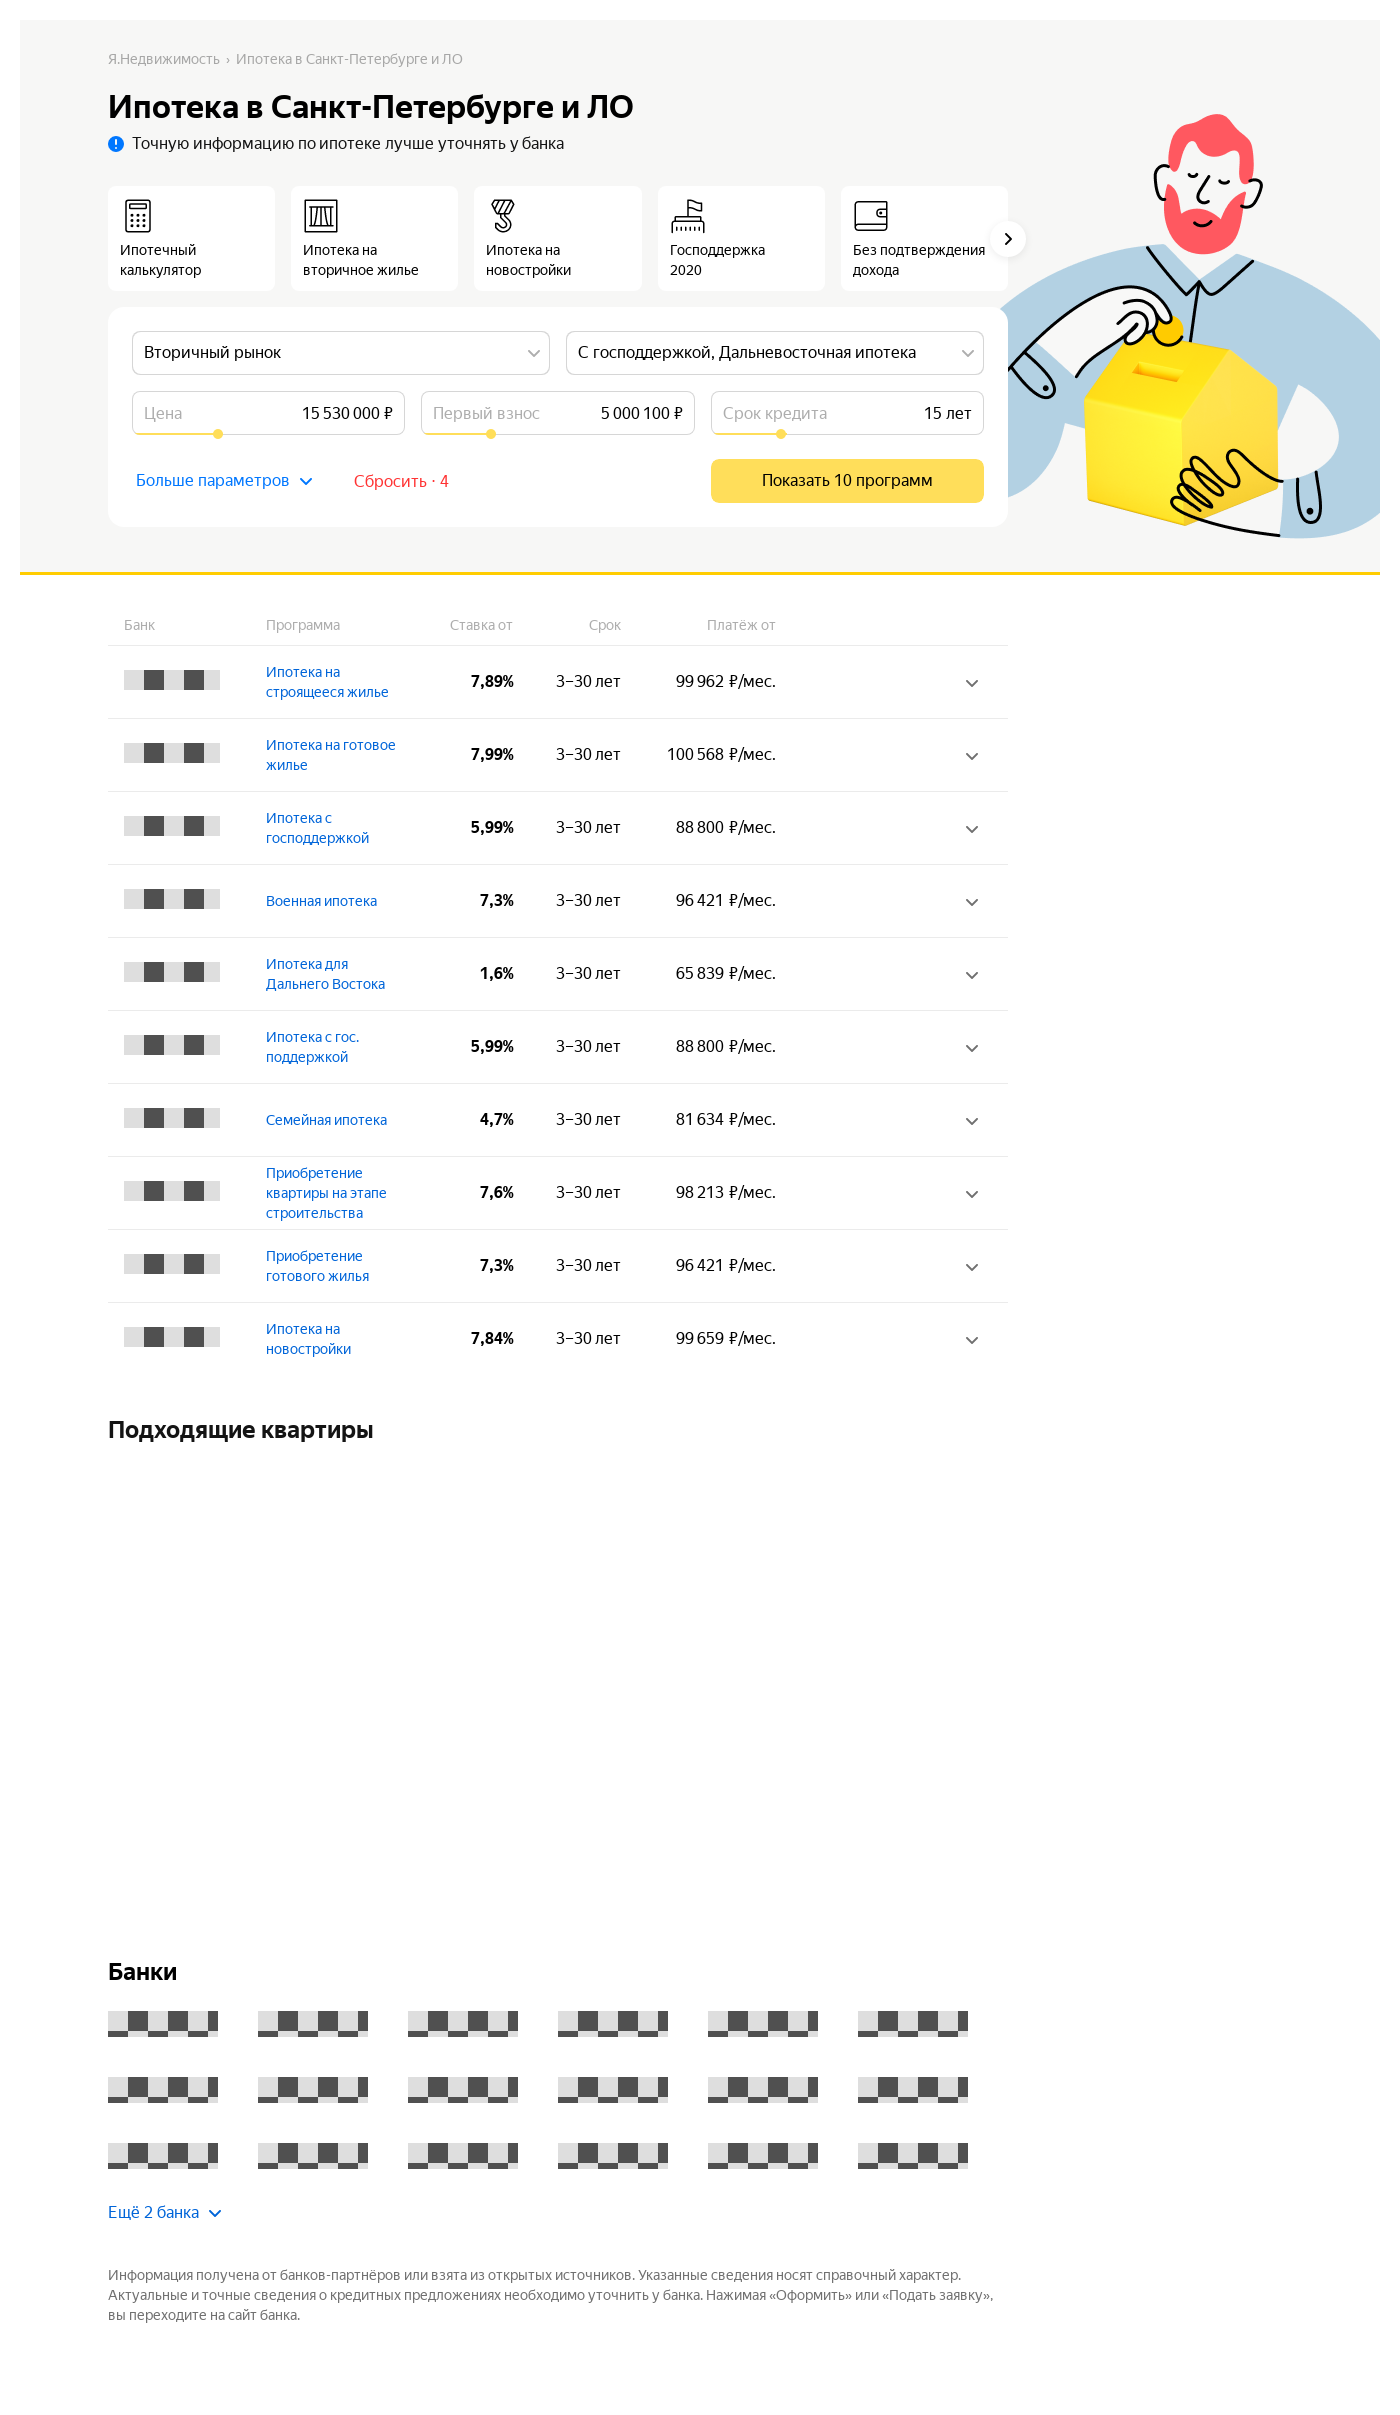 Я.Недвижимость › Ипотека в Санкт-Петербурге и ЛО
Ипотека в Санкт-Петербурге и ЛО
Точную информацию по ипотеке лучше уточнять у банка
Ипотечный
калькулятор
Ипотека на
вторичное жилье
Ипотека на
новостройки
Господдержка
2020
Без подтверждения
дохода
Вторичный рынок
С господдержкой, Дальневосточная ипотека
Цена 15 530 000 ₽
Первый взнос 5 000 100 ₽
Срок кредита 15 лет
Больше параметров
Сбросить · 4
Показать 10 программ
Банк Программа Ставка от Срок Платёж от
Ипотека на
строящееся жилье
7,89% 3–30 лет 99 962 ₽/мес.
Ипотека на готовое
жилье
7,99% 3–30 лет 100 568 ₽/мес.
Ипотека с
господдержкой
5,99% 3–30 лет 88 800 ₽/мес.
Военная ипотека 7,3% 3–30 лет 96 421 ₽/мес.
Ипотека для
Дальнего Востока
1,6% 3–30 лет 65 839 ₽/мес.
Ипотека с гос.
поддержкой
5,99% 3–30 лет 88 800 ₽/мес.
Семейная ипотека 4,7% 3–30 лет 81 634 ₽/мес.
Приобретение
квартиры на этапе
строительства
7,6% 3–30 лет 98 213 ₽/мес.
Приобретение
готового жилья
7,3% 3–30 лет 96 421 ₽/мес.
Ипотека на
новостройки
7,84% 3–30 лет 99 659 ₽/мес.
Подходящие квартиры
Банки
Ещё 2 банка
Информация получена от банков-партнёров или взята из открытых источников. Указанные сведения носят справочный характер.
Актуальные и точные сведения о кредитных предложениях необходимо уточнить у банка. Нажимая «Оформить» или «Подать заявку»,
вы переходите на сайт банка.